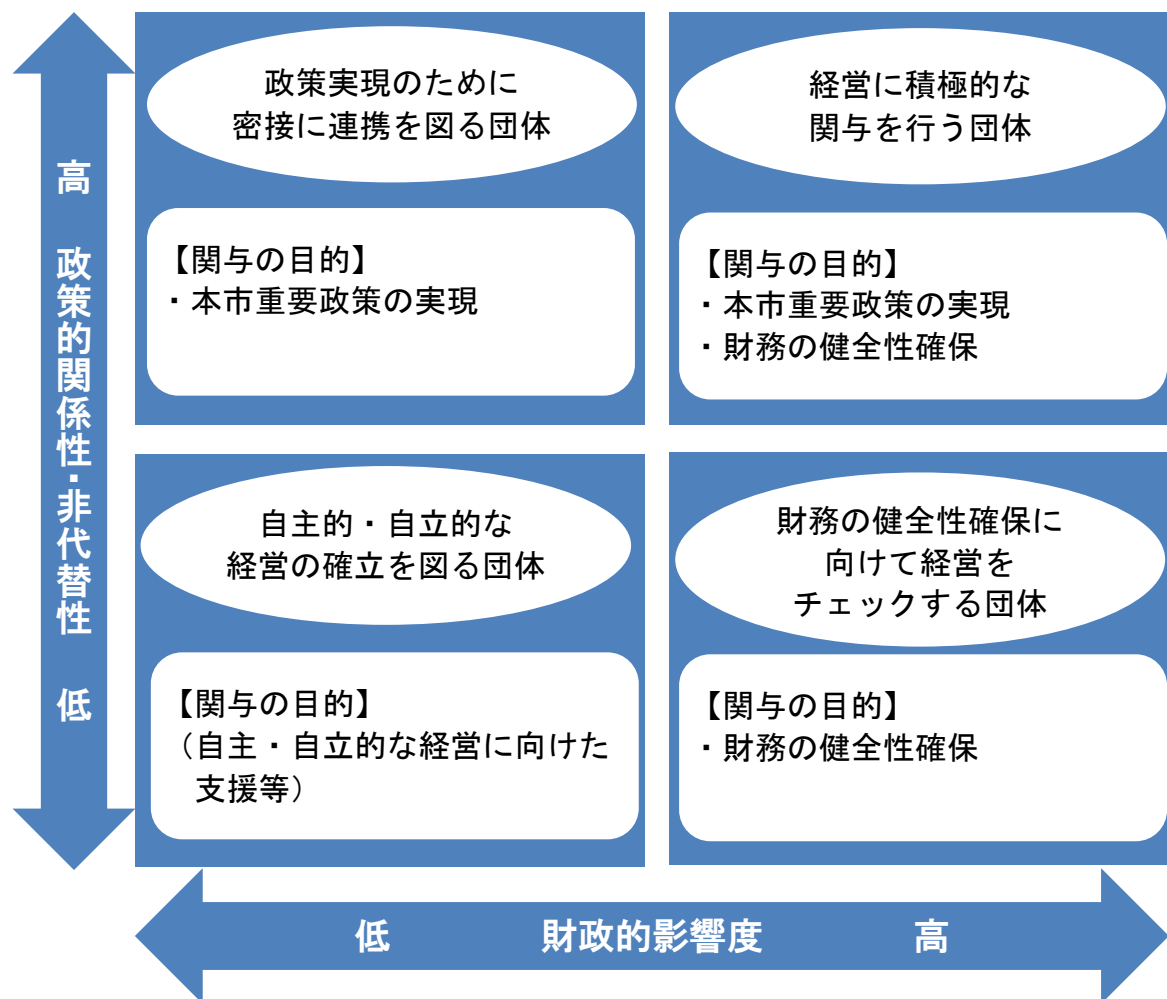 高 政策的関係性・非代替性 低
政策実現のために
密接に連携を図る団体
【関与の目的】
・本市重要政策の実現
経営に積極的な
関与を行う団体
【関与の目的】
・本市重要政策の実現
・財務の健全性確保
自主的・自立的な
経営の確立を図る団体
【関与の目的】
（自主・自立的な経営に向けた
支援等）
財務の健全性確保に
向けて経営を
チェックする団体
【関与の目的】
・財務の健全性確保
低 財政的影響度 高